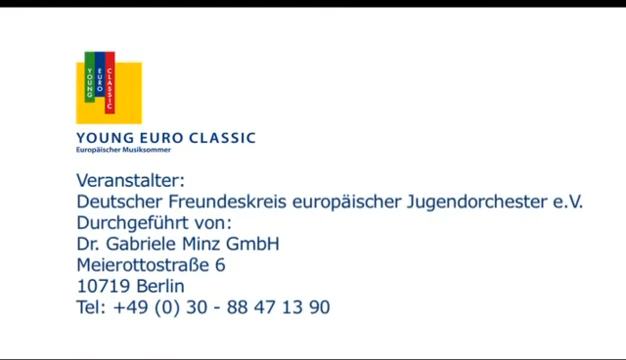 YOUNG
EURO
CLASSIC
YOUNG EURO CLASSIC
Europäischer Musiksommer
Veranstalter:
Deutscher Freundeskreis europäischer Jugendorchester e.V.
Durchgeführt von:
Dr. Gabriele Minz GmbH
Meierottostraße 6
10719 Berlin
Tel: +49 (0) 30 - 88 47 13 90